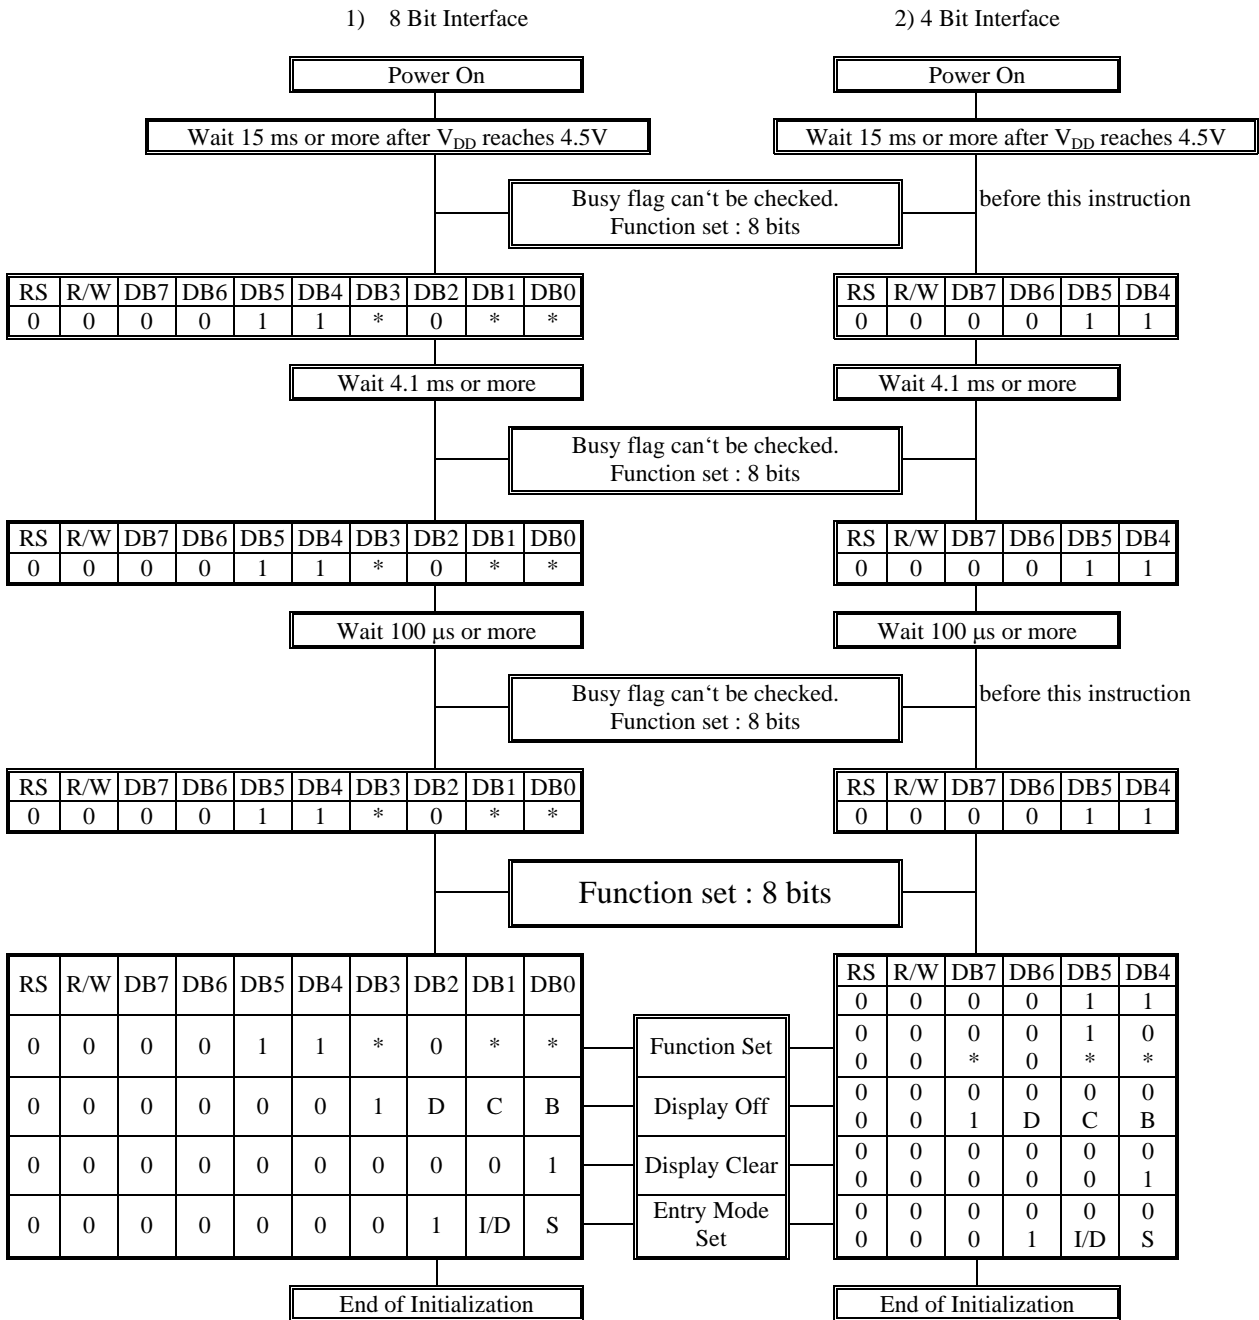 1) 8 Bit Interface
2) 4 Bit Interface
Power On
Power On
Wait 15 ms or more after VDD reaches 4.5V
Wait 15 ms or more after VDD reaches 4.5V
Busy flag can‘t be checked.
Function set : 8 bits
before this instruction
RS R/W DB7 DB6 DB5 DB4 DB3 DB2 DB1 DB0
0 0 0 0 1 1 * 0 * *
RS R/W DB7 DB6 DB5 DB4
0 0 0 0 1 1
Wait 4.1 ms or more
Wait 4.1 ms or more
Busy flag can‘t be checked.
Function set : 8 bits
RS R/W DB7 DB6 DB5 DB4 DB3 DB2 DB1 DB0
0 0 0 0 1 1 * 0 * *
RS R/W DB7 DB6 DB5 DB4
0 0 0 0 1 1
Wait 100 μs or more
Wait 100 μs or more
Busy flag can‘t be checked.
Function set : 8 bits
before this instruction
RS R/W DB7 DB6 DB5 DB4 DB3 DB2 DB1 DB0
0 0 0 0 1 1 * 0 * *
RS R/W DB7 DB6 DB5 DB4
0 0 0 0 1 1
Function set : 8 bits
RS R/W DB7 DB6 DB5 DB4 DB3 DB2 DB1 DB0
0 0 0 0 1 1 * 0 * *
0 0 0 0 0 0 1 D C B
0 0 0 0 0 0 0 0 0 1
0 0 0 0 0 0 0 1 I/D S
Function Set
Display Off
Display Clear
Entry Mode
Set
RS R/W DB7 DB6 DB5 DB4
0 0 0 0 1 1
0 0 0 0 1 0
0 0 * 0 * *
0 0 0 0 0 0
0 0 1 D C B
0 0 0 0 0 0
0 0 0 0 0 1
0 0 0 0 0 0
0 0 0 1 I/D S
End of Initialization
End of Initialization